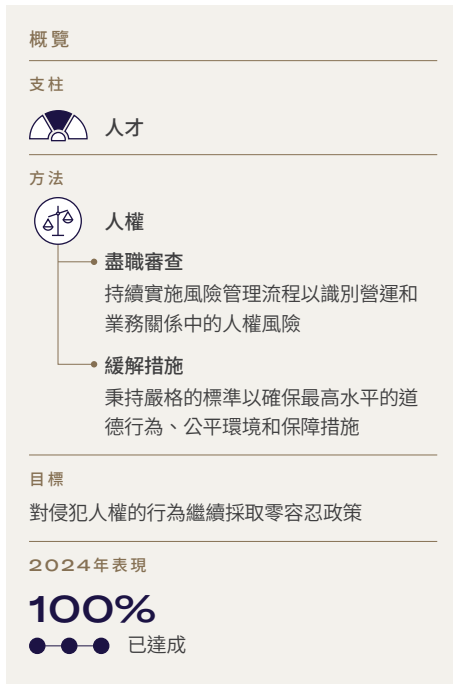 概覽
支柱
人才
方法
人權
盡職審查
持續實施風險管理流程以識別營運和
業務關係中的人權風險
緩解措施
秉持嚴格的標準以確保最高水平的道
德行為、公平環境和保障措施
目標
對侵犯人權的行為繼續採取零容忍政策
2024年表現
100%
已達成